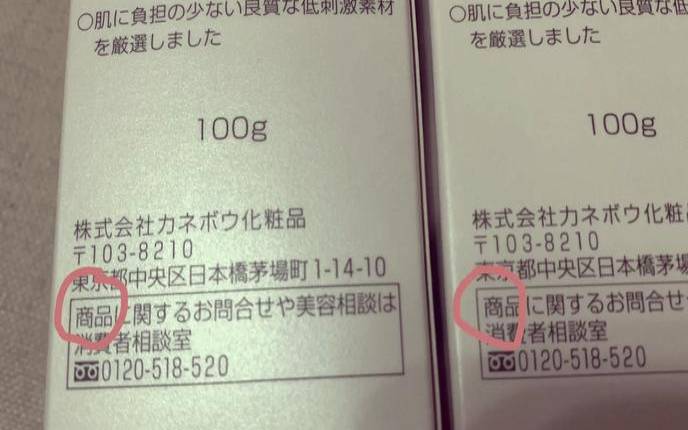 ○肌に負担の少ない良質な低刺激素材
を厳選しました
100g
株式会社カネボウ化粧品
〒103-8210
東京都中央区日本橋茅場町1-14-10
商品に関するお問合せや美容相談は
消費者相談室
0120-518-520
○肌に負担の少ない良質な低
を厳選しました
100g
株式会社カネボウ化粧
〒103-8210
東京都中央区日本橋茅場
商品に関するお問合せ
消費者相談室
0120-518-520